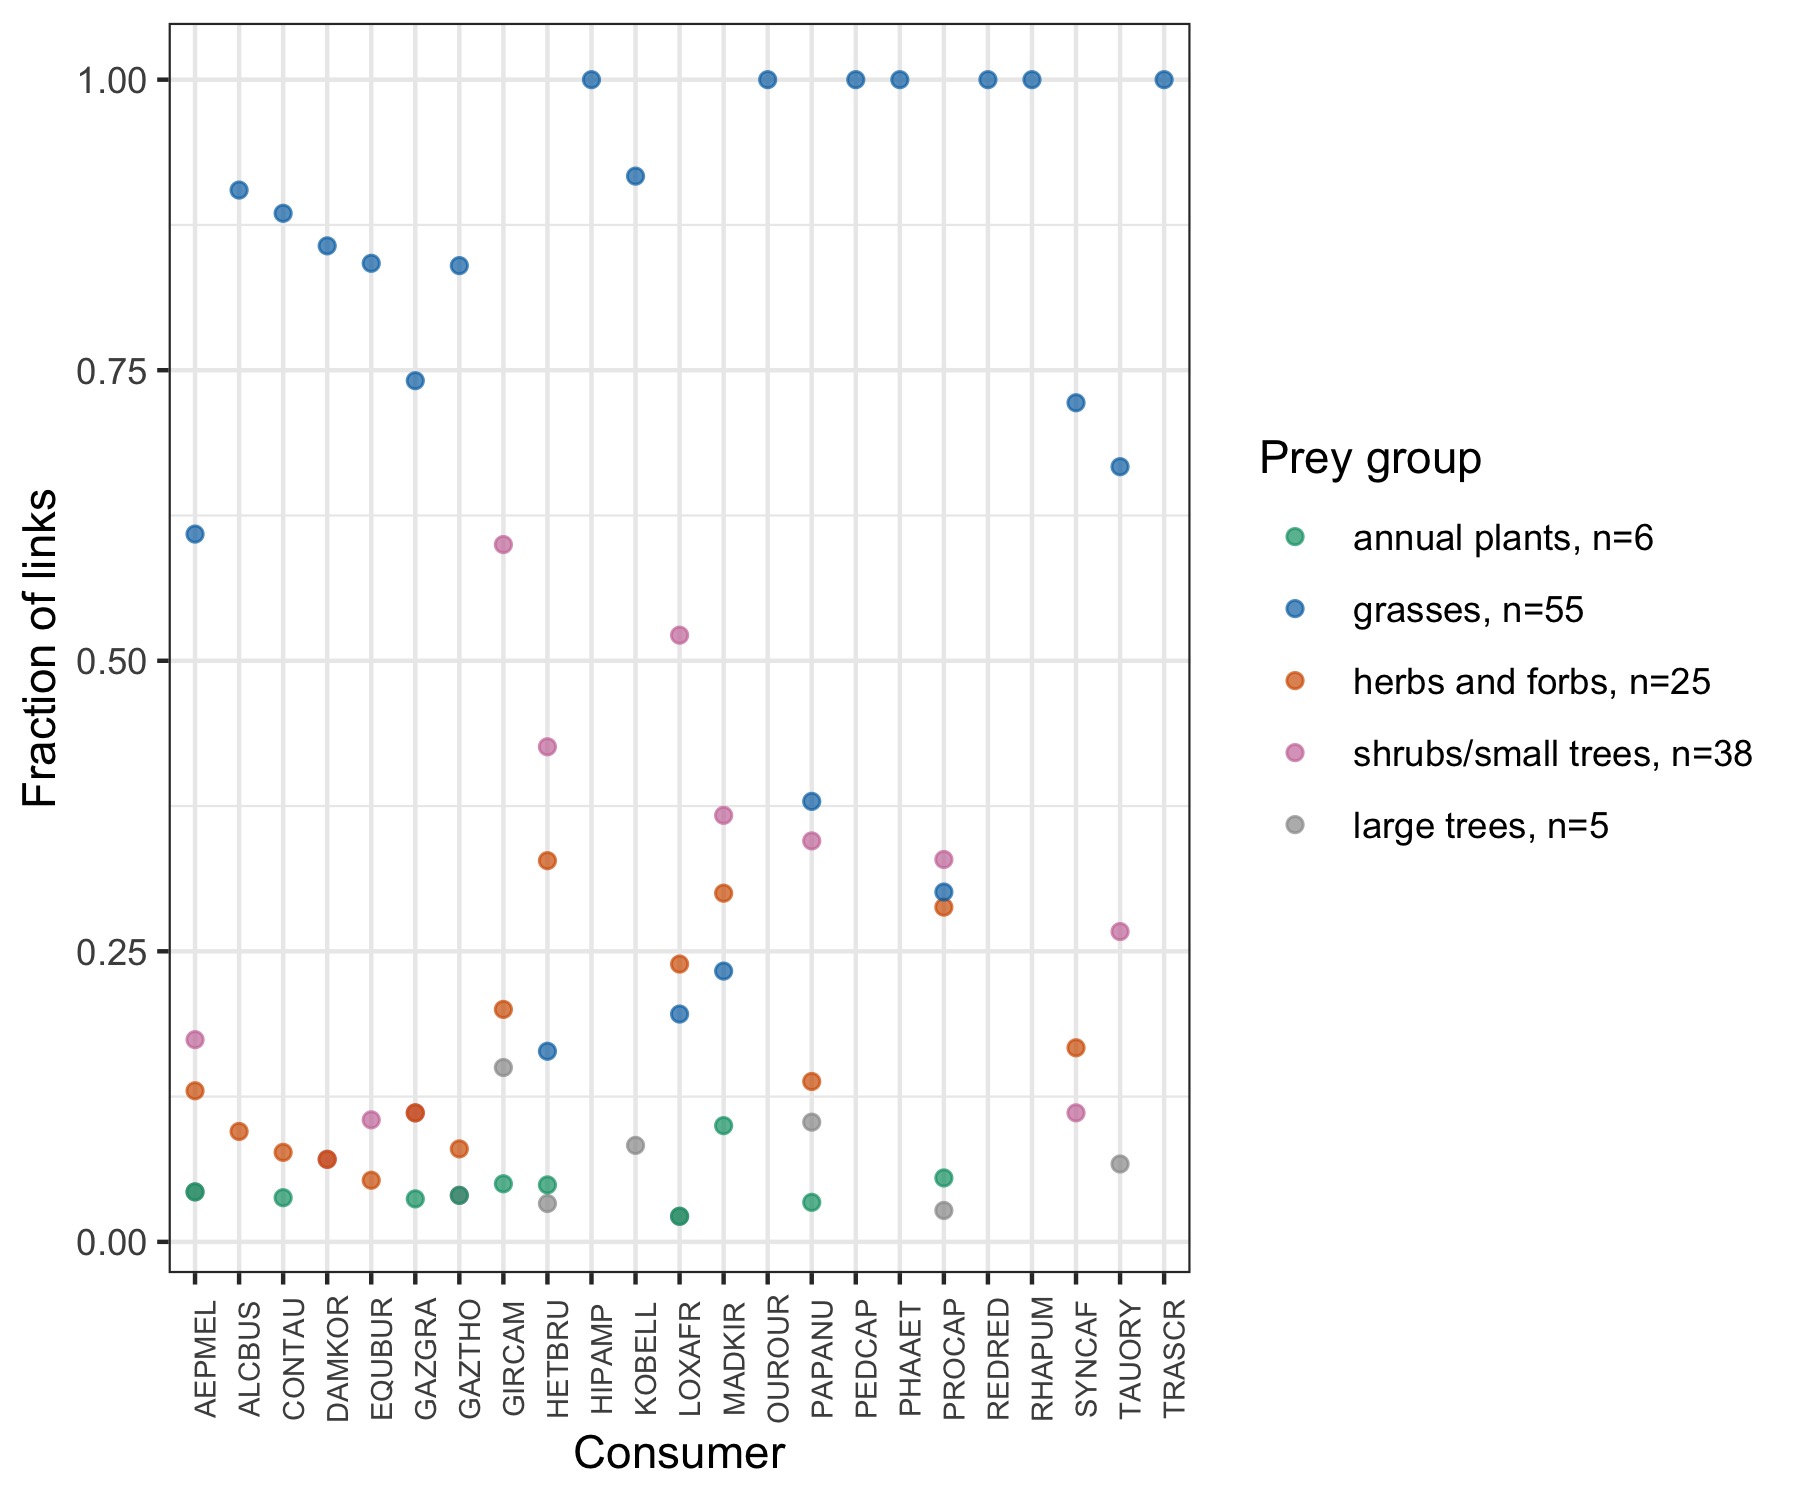 1.00
0.75
0.50
0.25
0.00
Fraction of links
AEPMEL
ALCBUS
CONTAU
DAMKOR
EQUBUR
GAZGRA
GAZTHO
GIRCAM
HETBRU
HIPAMP
KOBELL
LOXAFR
MADKIR
OUROUR
PAPANU
PEDCAP
PHAAET
PROCAP
REDRED
RHAPUM
SYNCAF
TAUORY
TRASCR
Consumer
Prey group
annual plants, n=6
grasses, n=55
herbs and forbs, n=25
shrubs/small trees, n=38
large trees, n=5